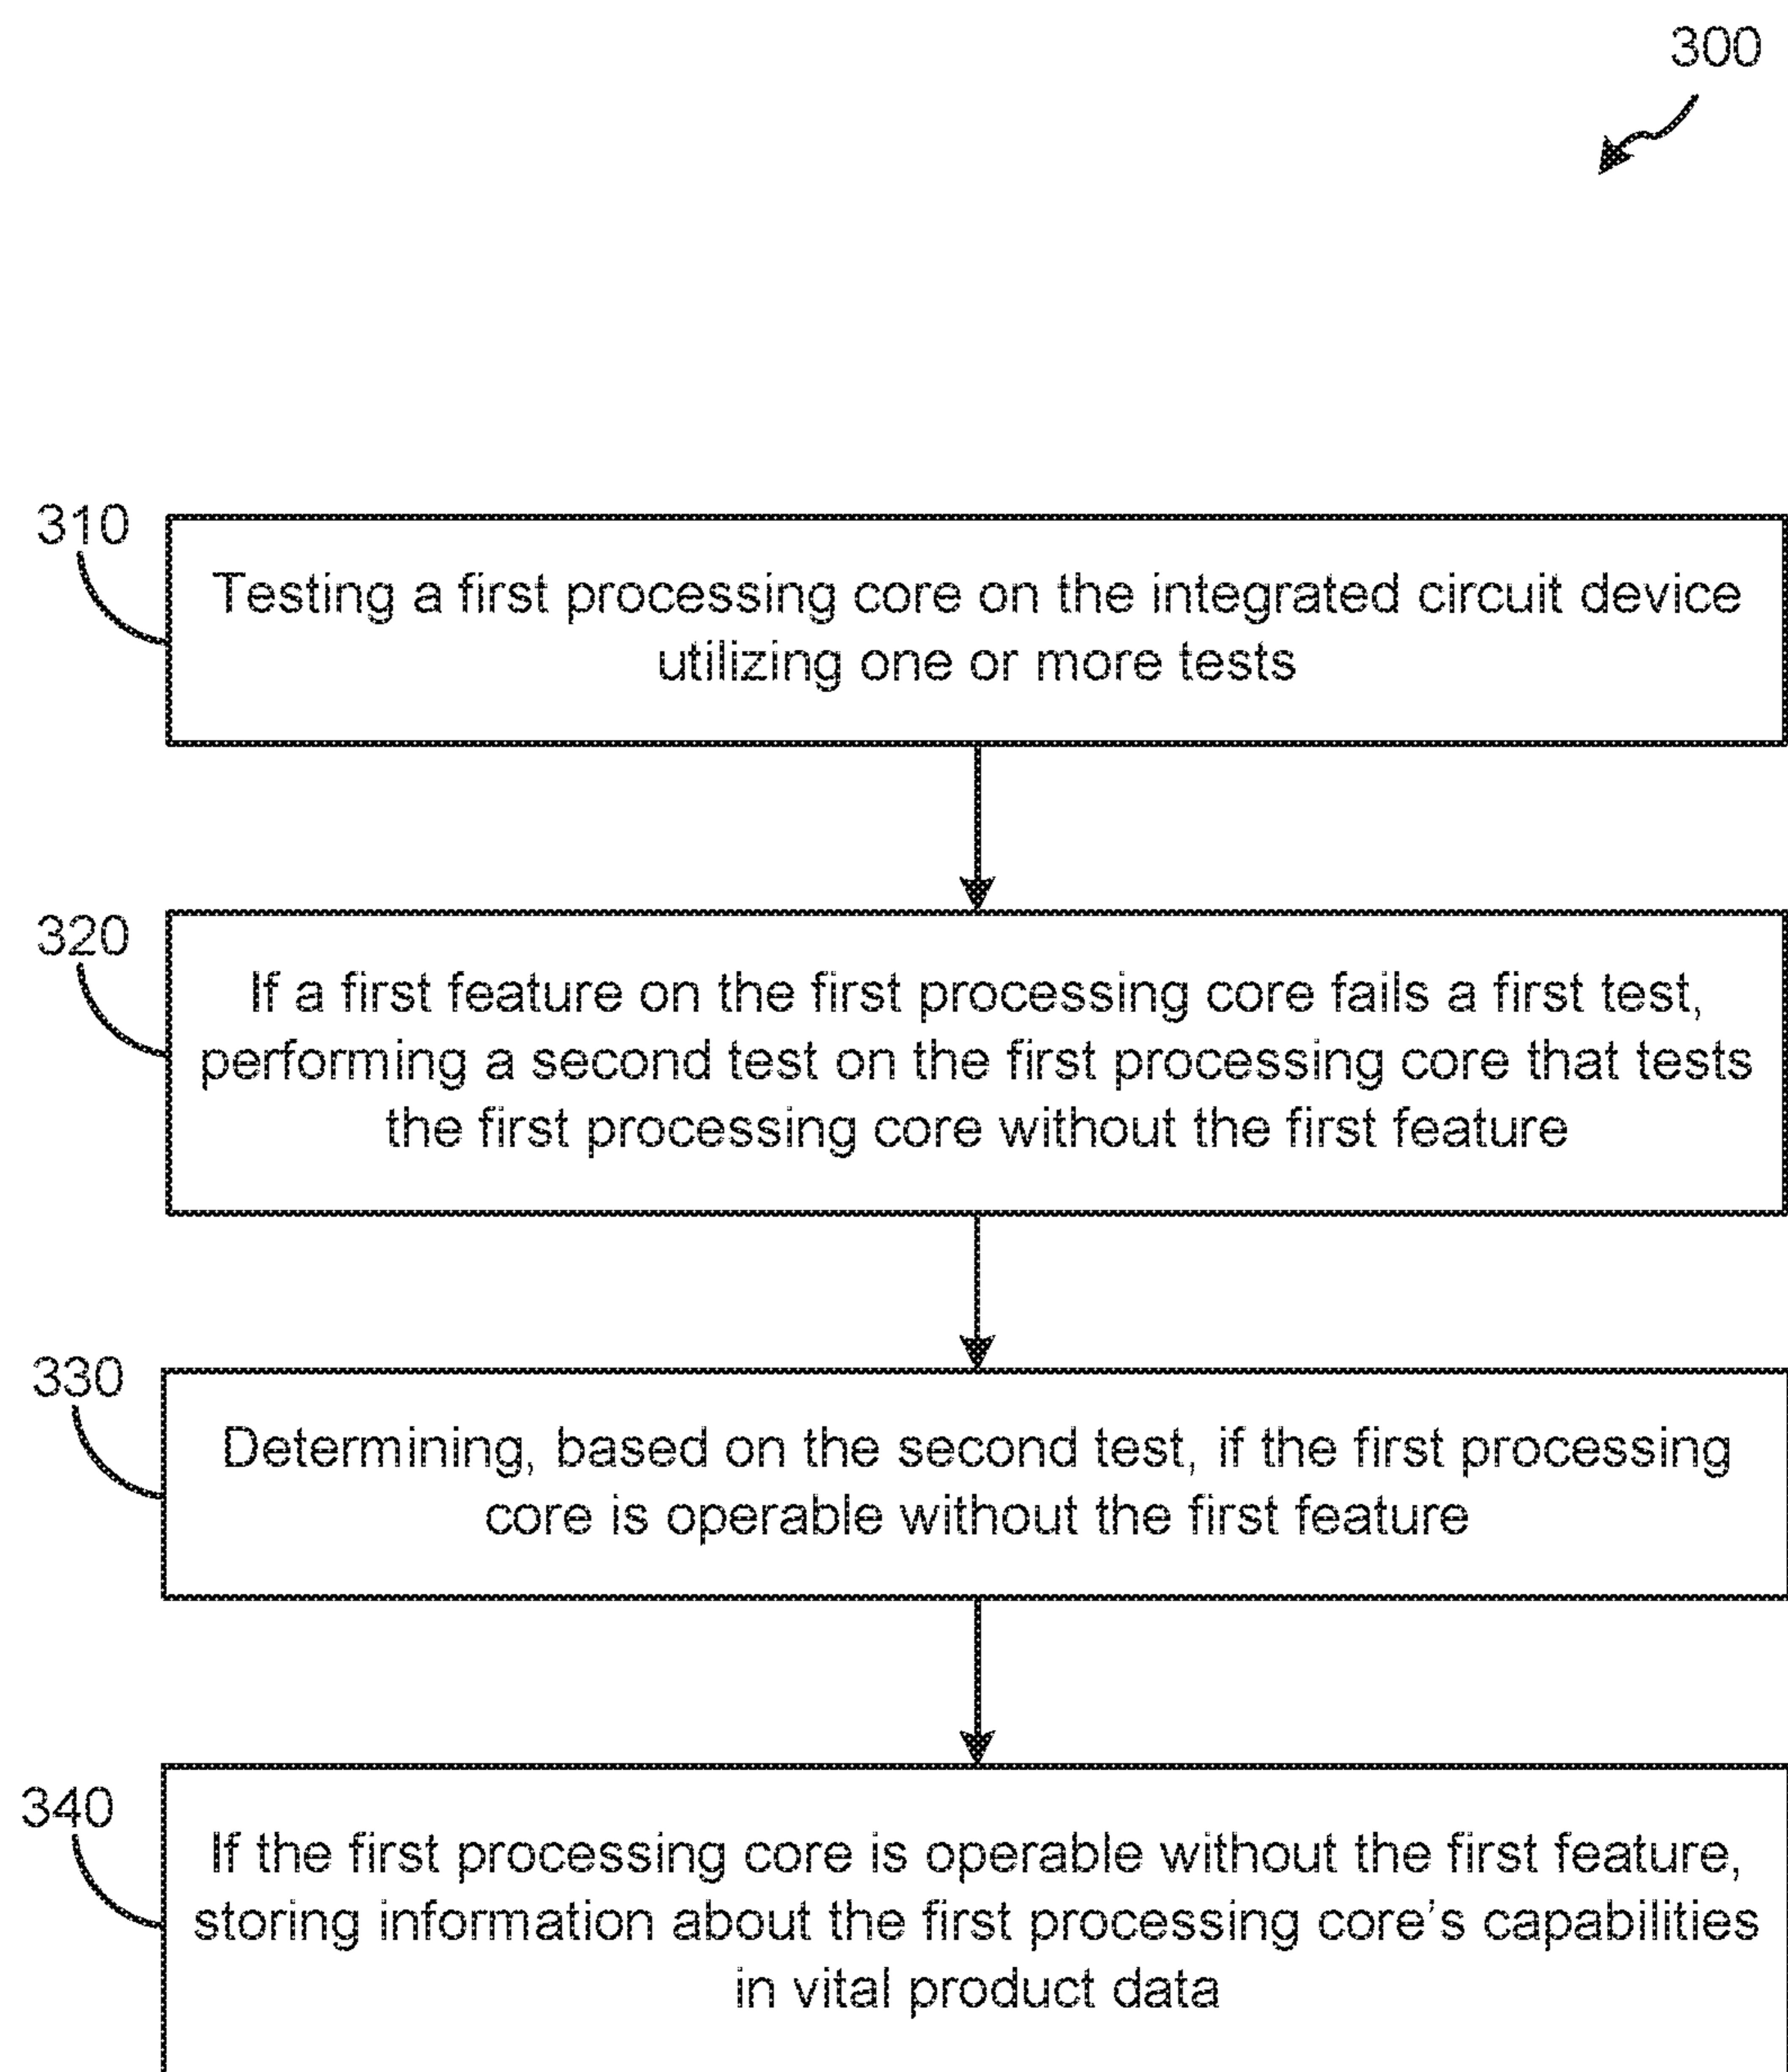 300
310
Testing a first processing core on the integrated circuit device
utilizing one or more tests
320
If a first feature on the first processing core fails a first test,
performing a second test on the first processing core that tests
the first processing core without the first feature
330
Determining, based on the second test, if the first processing
core is operable without the first feature
340
If the first processing core is operable without the first feature,
storing information about the first processing core's capabilities
in vital product data